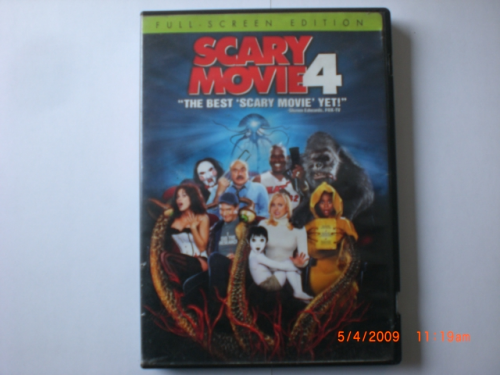 FULL-SCREEN EDITION
SCARY
MOVIE 4
"THE BEST 'SCARY MOVIE' YET!"
5/4/2009 11:19am